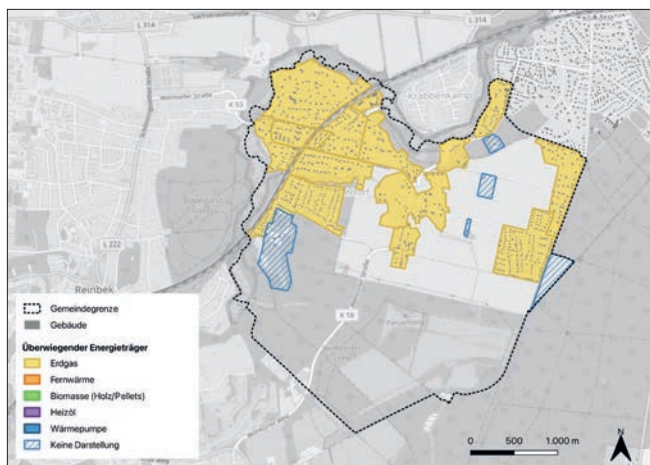 L 314
L 314
K 93
Krabbenkamp
L 222
Reinbek
K 18
Gemeindegrenze
Gebäude
Überwiegender Energieträger
Erdgas
Fernwärme
Biomasse (Holz/Pellets)
Heizöl
Wärmepumpe
Keine Darstellung
0 500 1.000 m
N